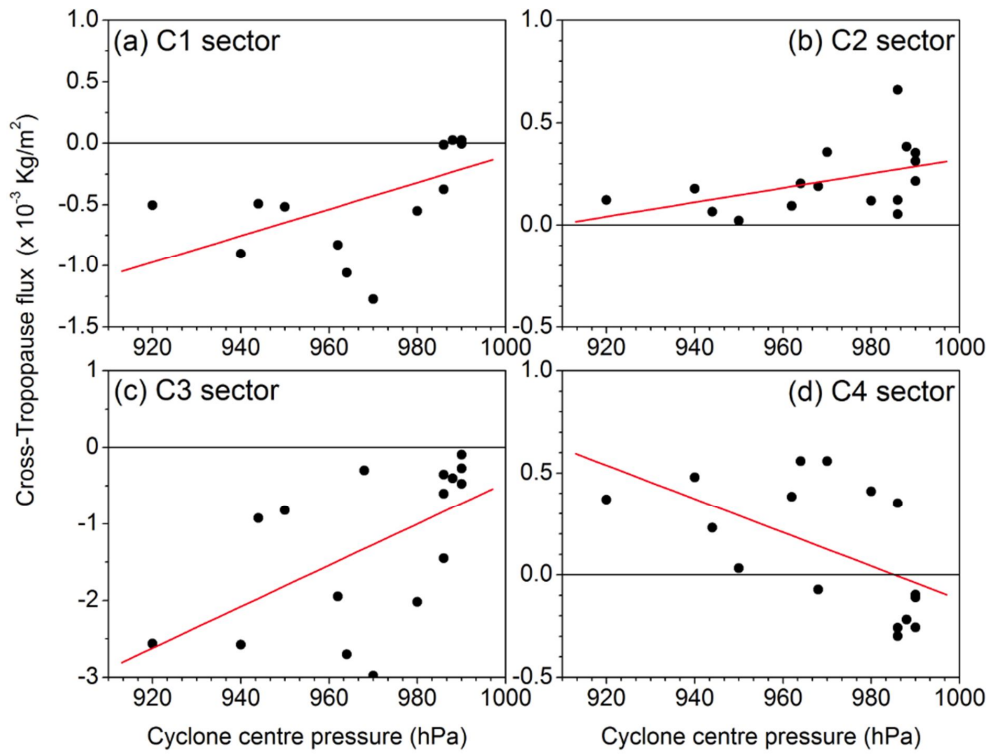 (a) C1 sector
(b) C2 sector
1.0
0.5
0.0
-0.5
-1.0
-1.5
920 940 960 980 1000
1.0
0.5
0.0
-0.5
920 940 960 980 1000
(c) C3 sector
(d) C4 sector
1
0
-1
-2
-3
920 940 960 980 1000
1.0
0.5
0.0
-0.5
920 940 960 980 1000
Cross-Tropopause flux (x 10⁻³ Kg/m²)
Cyclone centre pressure (hPa)
Cyclone centre pressure (hPa)